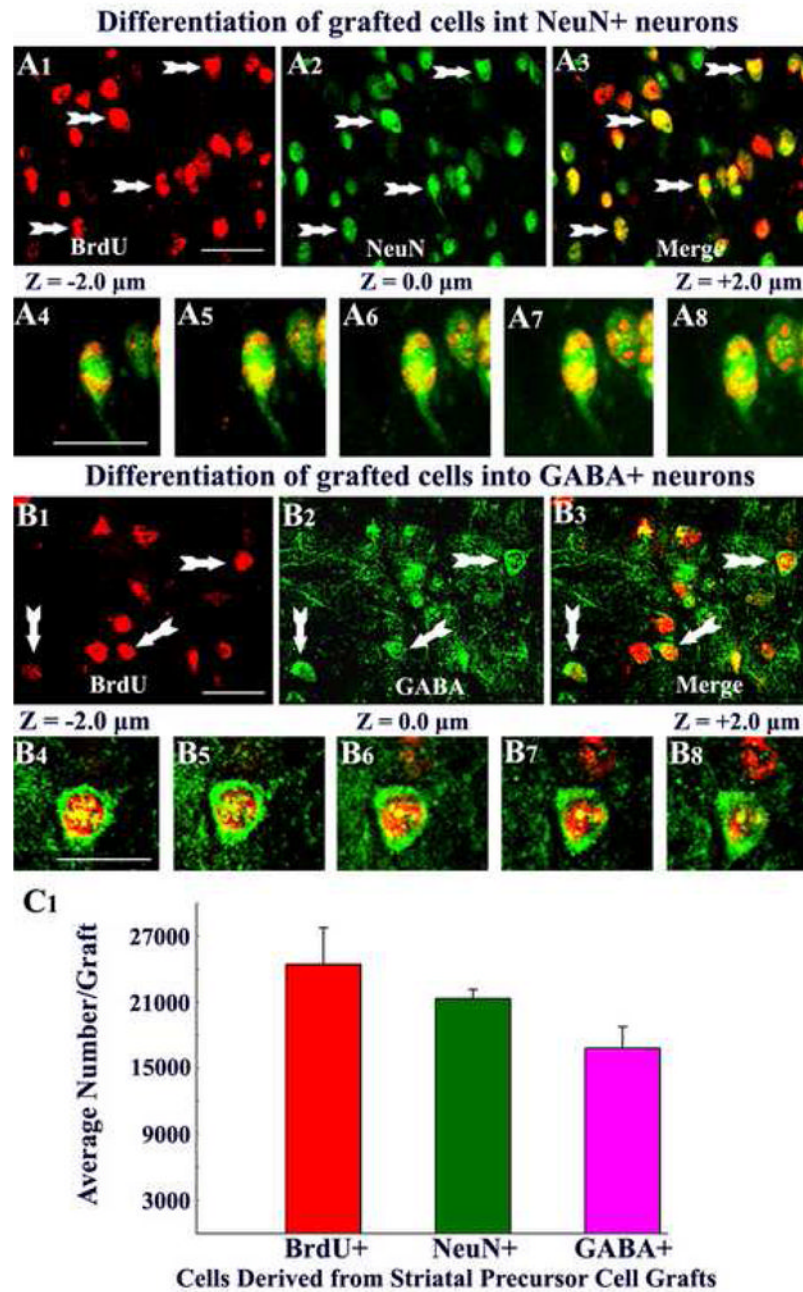 Differentiation of grafted cells int NeuN+ neurons
A1 A2 A3
BrdU NeuN Merge
Z = -2.0 µm Z = 0.0 µm Z = +2.0 µm
A4 A5 A6 A7 A8
Differentiation of grafted cells into GABA+ neurons
B1 B2 B3
BrdU GABA Merge
Z = -2.0 µm Z = 0.0 µm Z = +2.0 µm
B4 B5 B6 B7 B8
C1
Average Number/Graft
27000
21000
15000
9000
3000
BrdU+ NeuN+ GABA+
Cells Derived from Striatal Precursor Cell Grafts